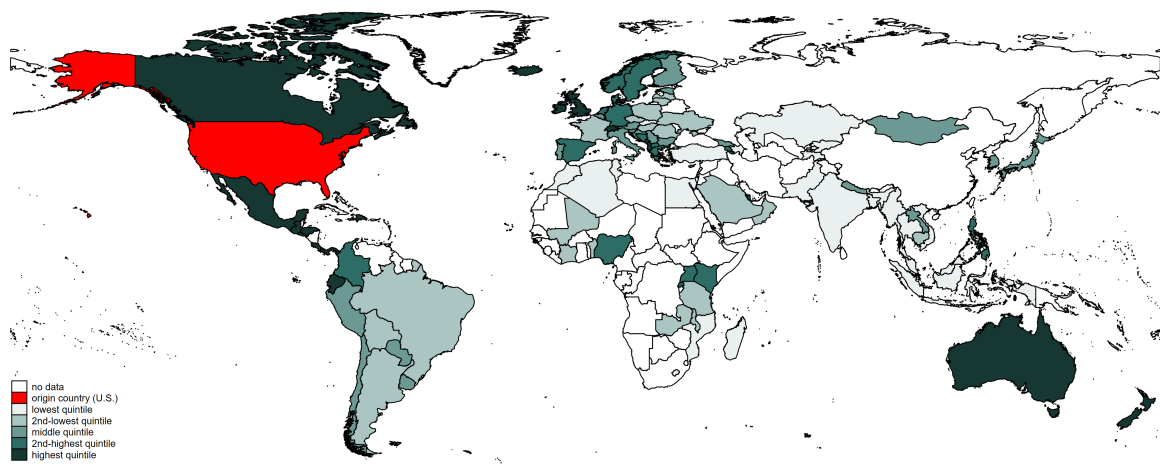 no data
origin country (U.S.)
lowest quintile
2nd-lowest quintile
middle quintile
2nd-highest quintile
highest quintile